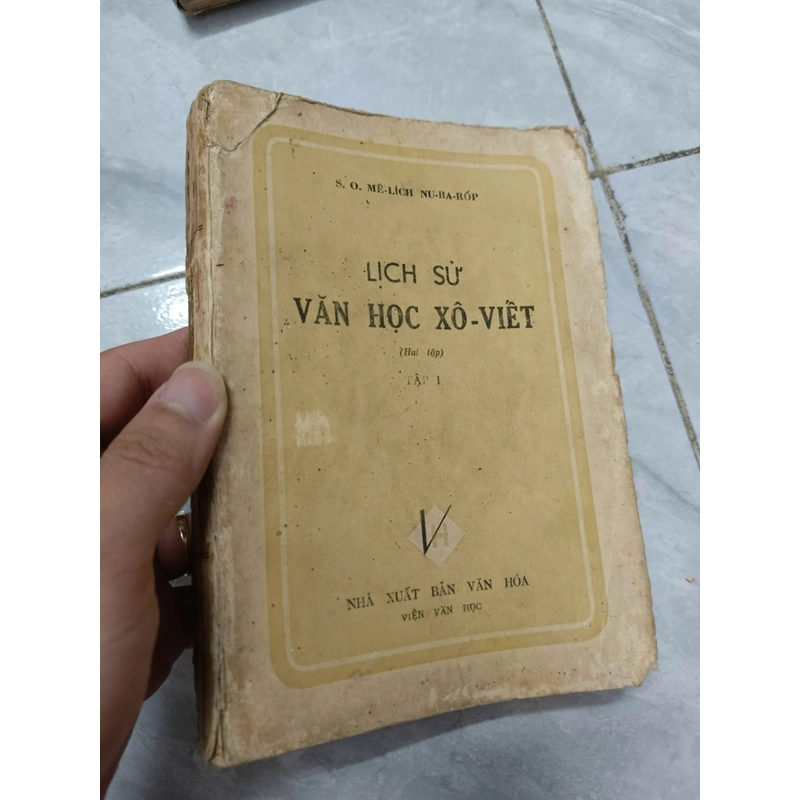 S. O. MÊ-LÍCH NU-BA-RỐP
LỊCH SỬ
VĂN HỌC XÔ-VIẾT
(Hai tập)
TẬP I
VH
NHÀ XUẤT BẢN VĂN HÓA
VIỆN VĂN HỌC